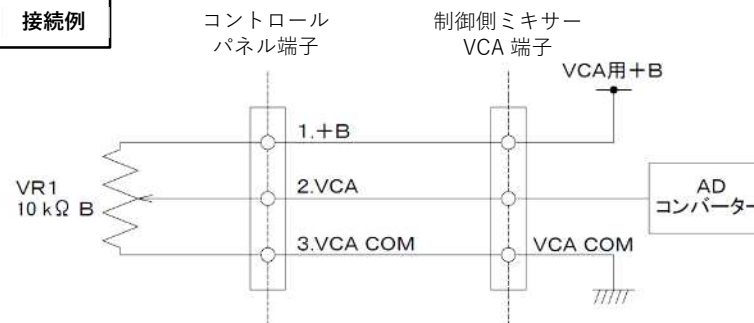 接続例
コントロール
パネル端子
制御側ミキサー
VCA 端子
VCA用+B
1.+B
VR1
10 kΩ B
2.VCA
AD
コンバーター
3.VCA COM
VCA COM